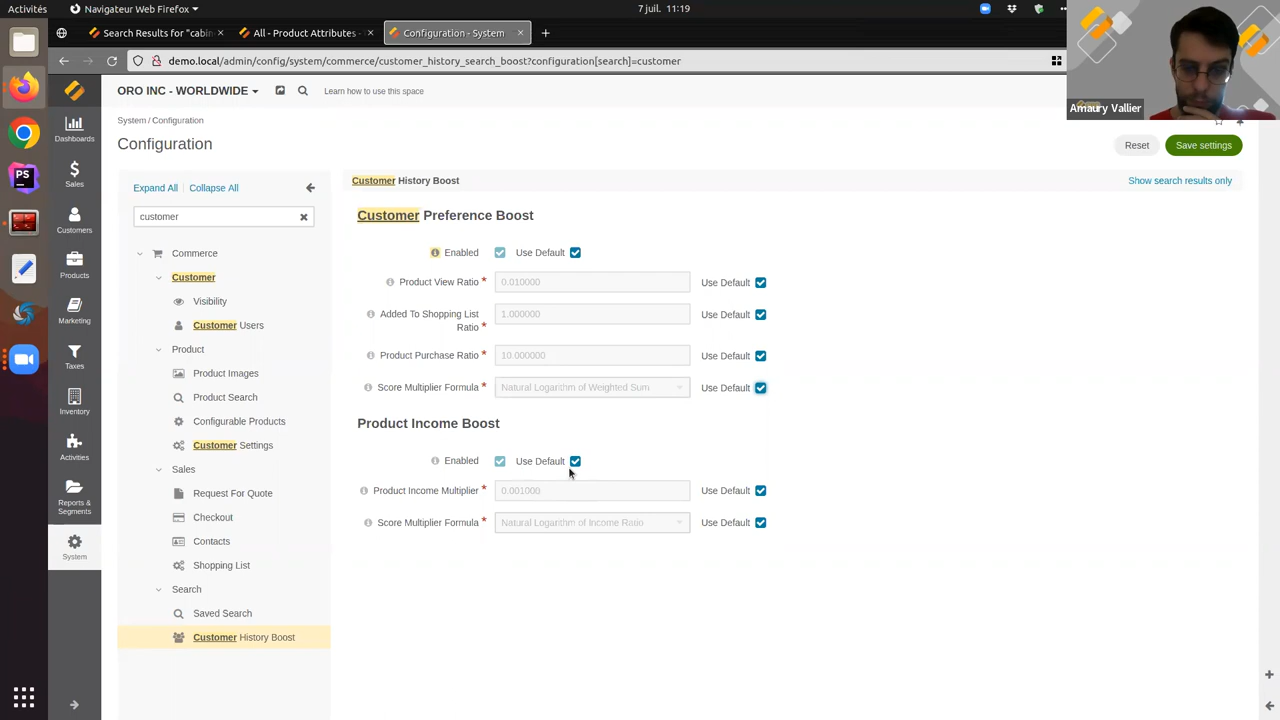 Activités
Navigateur Web Firefox
7 juil. 11:19
Search Results for "cabin
All - Product Attributes -
Configuration - System
demo.local/admin/config/system/commerce/customer_history_search_boost?configuration[search]=customer
Amaury Vallier
ORO INC - WORLDWIDE
Learn how to use this space
System / Configuration
Configuration
Reset
Save settings
Dashboards
Sales
Customers
Products
Marketing
Taxes
Inventory
Activities
Reports & Segments
System
PS
Expand All
Collapse All
customer
Commerce
Customer
Visibility
Customer Users
Product
Product Images
Product Search
Configurable Products
Customer Settings
Sales
Request For Quote
Checkout
Contacts
Shopping List
Search
Saved Search
Customer History Boost
Customer History Boost
Show search results only
Customer Preference Boost
Enabled Use Default
Product View Ratio * 0.010000 Use Default
Added To Shopping List Ratio * 1.000000 Use Default
Product Purchase Ratio * 10.000000 Use Default
Score Multiplier Formula * Natural Logarithm of Weighted Sum Use Default
Product Income Boost
Enabled Use Default
Product Income Multiplier * 0.001000 Use Default
Score Multiplier Formula * Natural Logarithm of Income Ratio Use Default